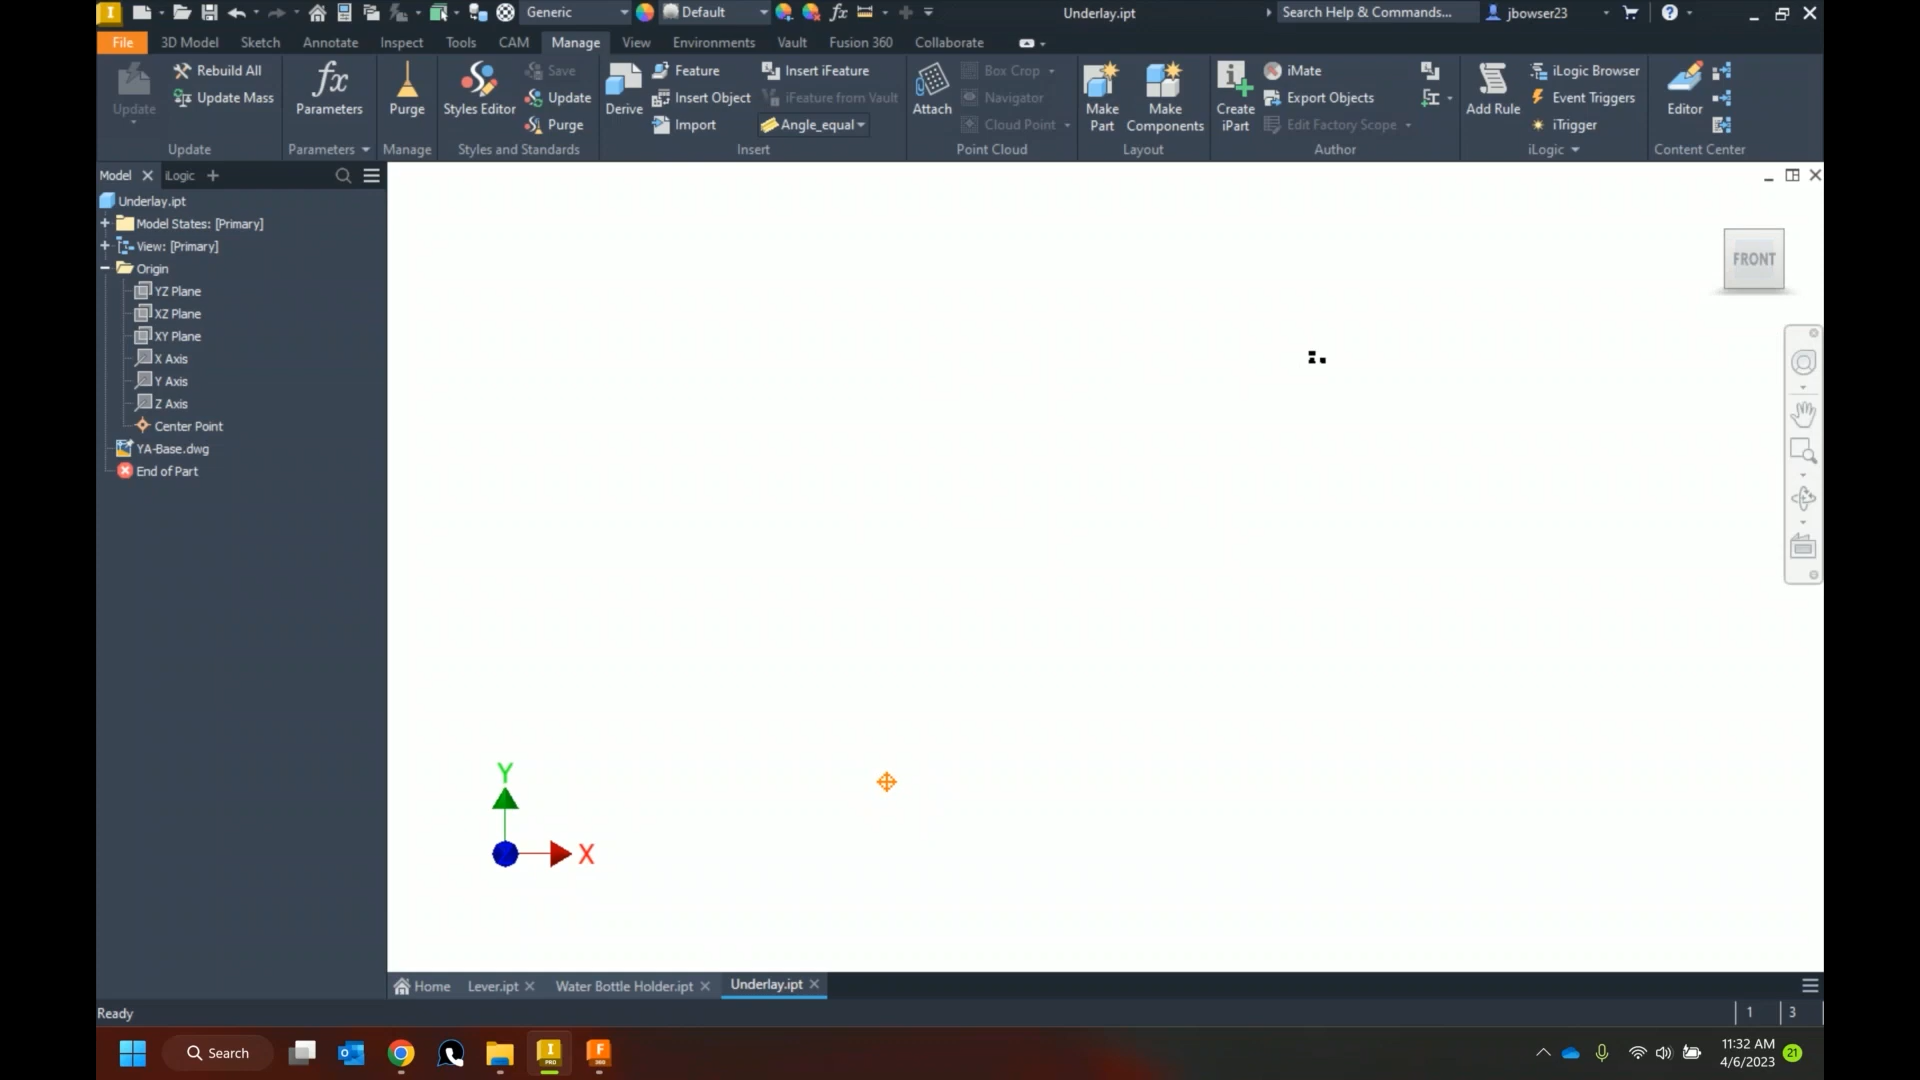 I Generic Default fx Underlay.ipt Search Help & Commands... jbowser23 ?
File 3D Model Sketch Annotate Inspect Tools CAM Manage View Environments Vault Fusion 360 Collaborate
Update
Rebuild All
Update Mass
Update
fx
Parameters
Parameters
Purge
Manage
Styles Editor
Save
Update
Purge
Styles and Standards
Derive
Feature
Insert Object
Import
Insert iFeature
iFeature from Vault
Angle_equal
Insert
Attach
Box Crop
Navigator
Cloud Point
Point Cloud
Make
Part
Make
Components
Layout
Create
iPart
iMate
Export Objects
Edit Factory Scope
Author
Add Rule
iLogic Browser
Event Triggers
iTrigger
iLogic
Editor
Content Center
Model iLogic +
Underlay.ipt
Model States: [Primary]
View: [Primary]
Origin
YZ Plane
XZ Plane
XY Plane
X Axis
Y Axis
Z Axis
Center Point
YA-Base.dwg
End of Part
FRONT
Y
X
Home Lever.ipt Water Bottle Holder.ipt Underlay.ipt
Ready 1 3
Search
I
PRO
F
360
11:32 AM
4/6/2023
21